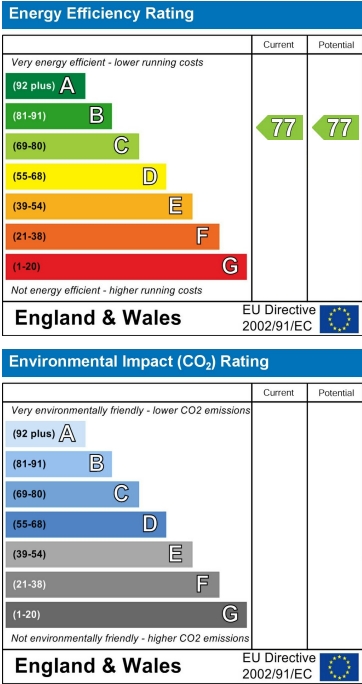 Energy Efficiency Rating
Current Potential
Very energy efficient - lower running costs
(92 plus) A
(81-91) B
77 77
(69-80) C
(55-68) D
(39-54) E
(21-38) F
(1-20) G
Not energy efficient - higher running costs
England & Wales
EU Directive
2002/91/EC
Environmental Impact (CO₂) Rating
Current Potential
Very environmentally friendly - lower CO2 emissions
(92 plus) A
(81-91) B
(69-80) C
(55-68) D
(39-54) E
(21-38) F
(1-20) G
Not environmentally friendly - higher CO2 emissions
England & Wales
EU Directive
2002/91/EC